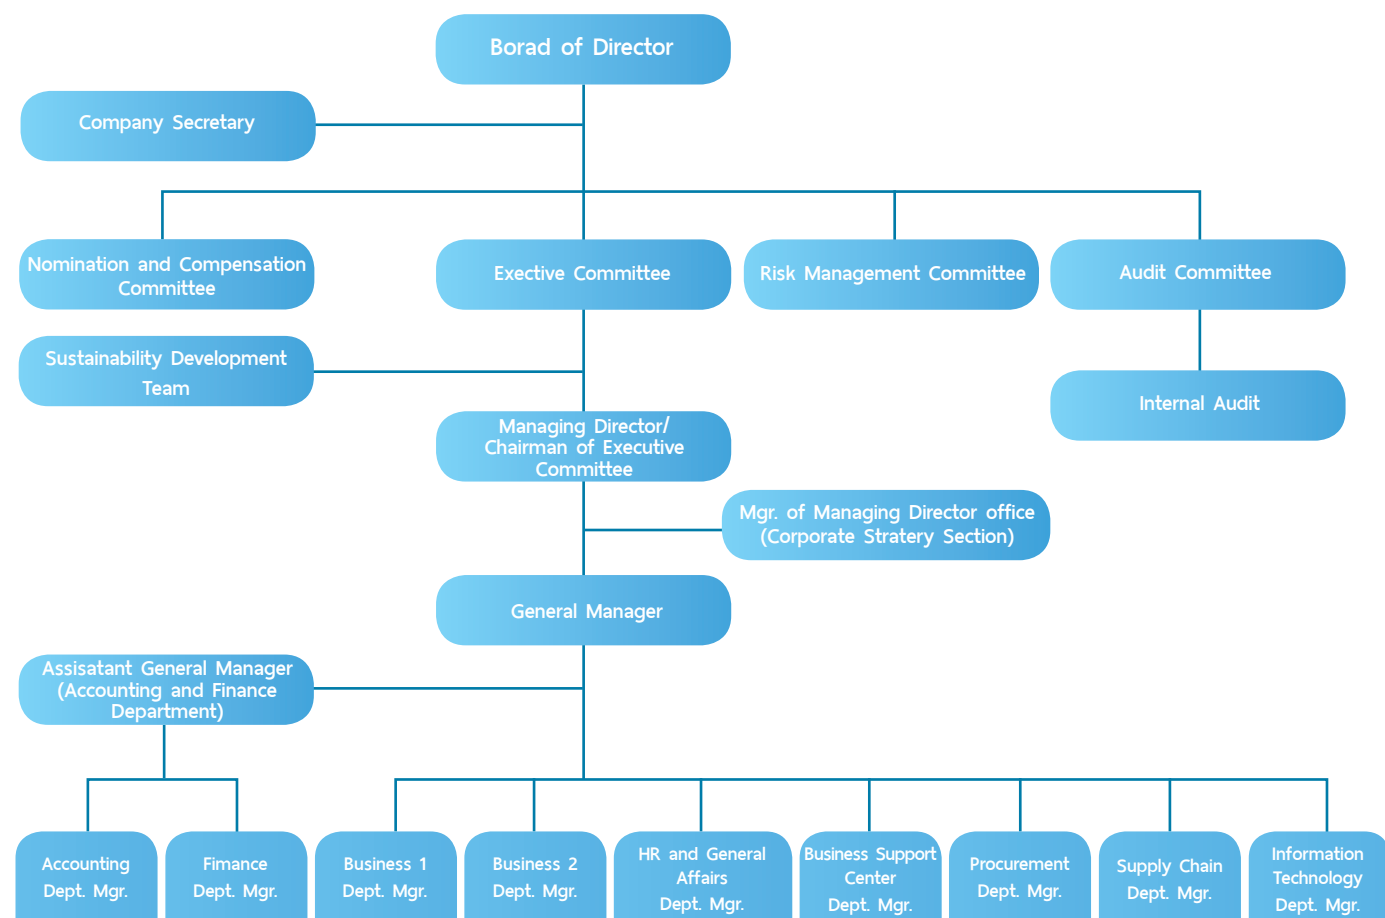 Borad of Director
Company Secretary
Nomination and Compensation
Committee
Exective Committee
Risk Management Committee
Audit Committee
Sustainability Development
Team
Internal Audit
Managing Director/
Chairman of Executive
Committee
Mgr. of Managing Director office
(Corporate Stratery Section)
General Manager
Assisatant General Manager
(Accounting and Finance
Department)
Accounting
Dept. Mgr.
Fimance
Dept. Mgr.
Business 1
Dept. Mgr.
Business 2
Dept. Mgr.
HR and General
Affairs
Dept. Mgr.
Business Support
Center
Dept. Mgr.
Procurement
Dept. Mgr.
Supply Chain
Dept. Mgr.
Information
Technology
Dept. Mgr.